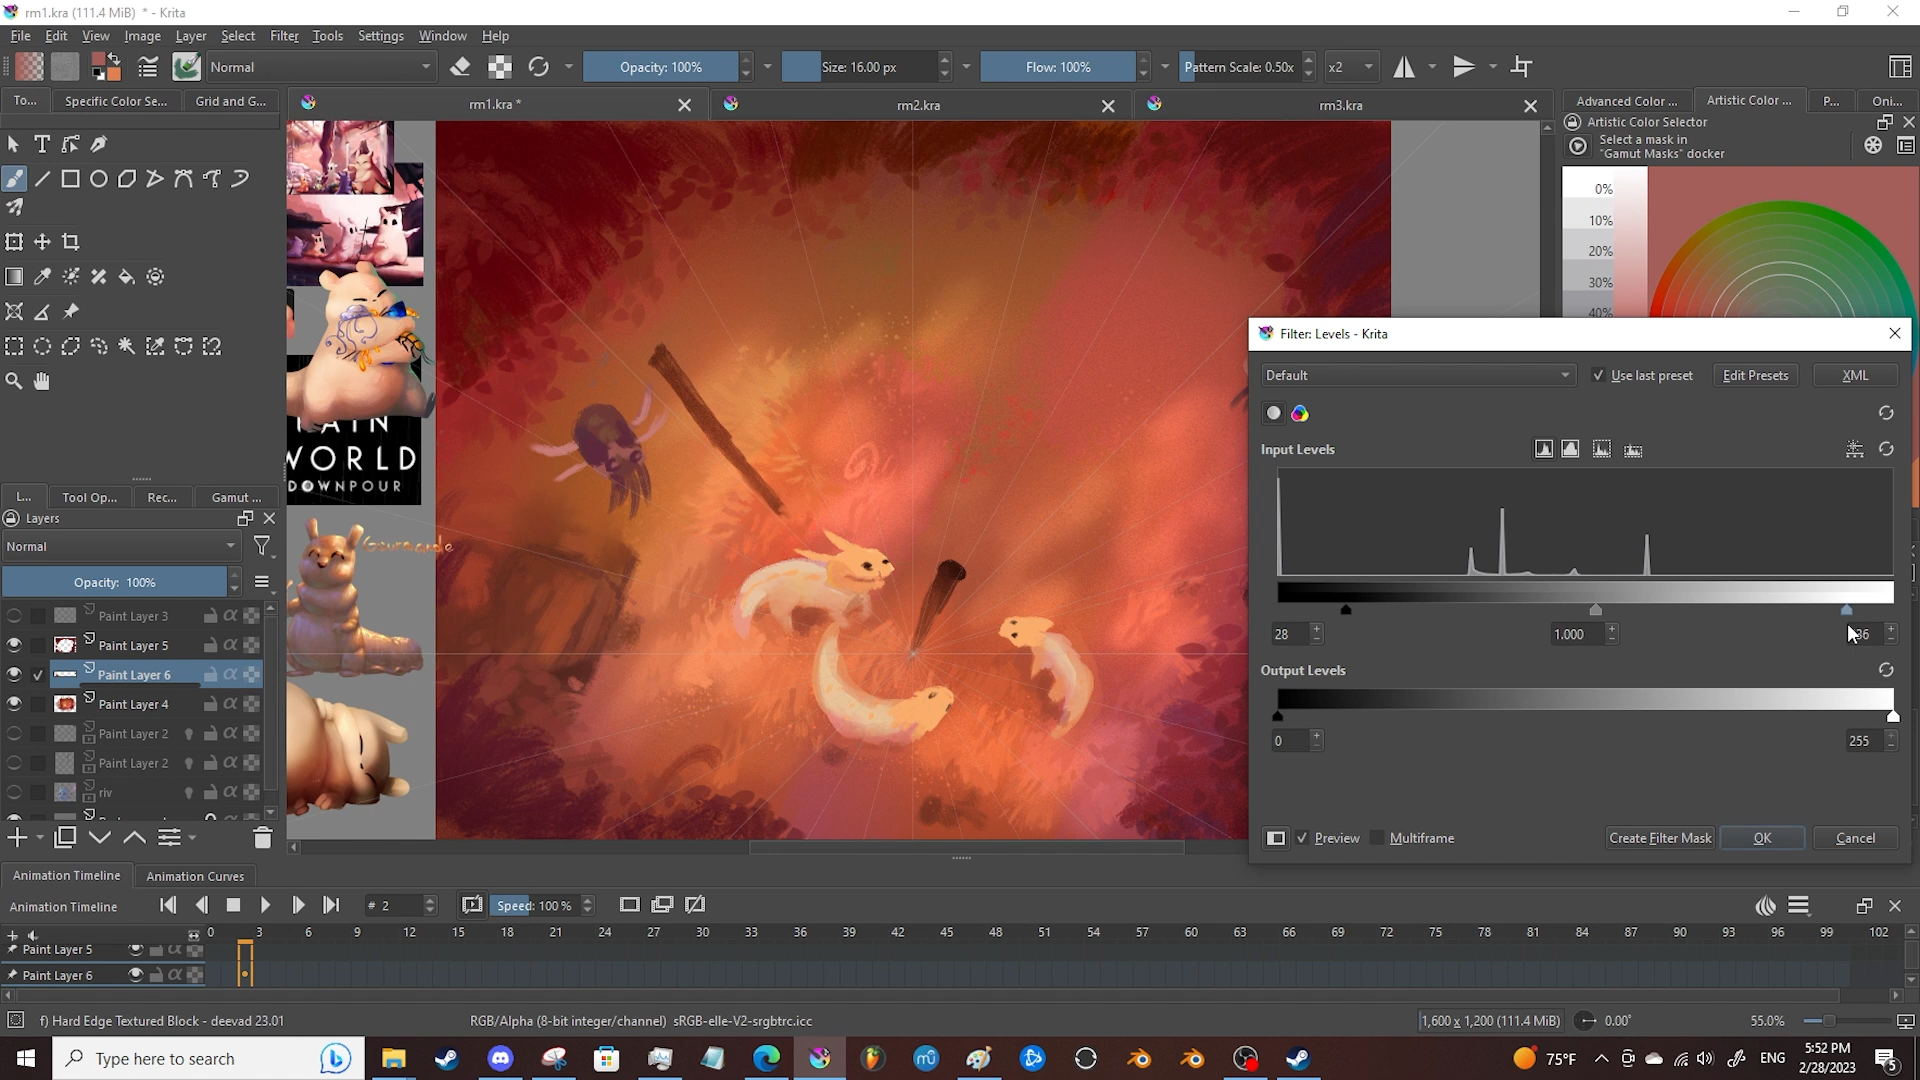 rm1.kra (111.4 MiB) * - Krita
File Edit View Image Layer Select Filter Tools Settings Window Help
Normal Opacity: 100% Size: 16.00 px Flow: 100% Pattern Scale: 0.50x x2
To... Specific Color Se... Grid and G... rm1.kra * rm2.kra rm3.kra Advanced Color ... Artistic Color ... P... Oni...
Artistic Color Selector
Select a mask in
"Gamut Masks" docker
0%
10%
20%
30%
40%
WORLD
DOWNPOUR
Gourmande
Filter: Levels - Krita
Default Use last preset Edit Presets XML
Input Levels
28 1.000
Output Levels
0 255
Preview Multiframe Create Filter Mask OK Cancel
L... Tool Op... Rec... Gamut ...
Layers
Normal
Opacity: 100%
Paint Layer 3
Paint Layer 5
Paint Layer 6
Paint Layer 4
Paint Layer 2
Paint Layer 2
riv
Animation Timeline Animation Curves
Animation Timeline # 2 Speed: 100 %
0 3 6 9 12 15 18 21 24 27 30 33 36 39 42 45 48 51 54 57 60 63 66 69 72 75 78 81 84 87 90 93 96 99 102
Paint Layer 5
Paint Layer 6
f) Hard Edge Textured Block - deevad 23.01 RGB/Alpha (8-bit integer/channel) sRGB-elle-V2-srgbtrc.icc 1,600 x 1,200 (111.4 MiB) 0.00° 55.0%
Type here to search 75°F ENG 5:52 PM
2/28/2023 5